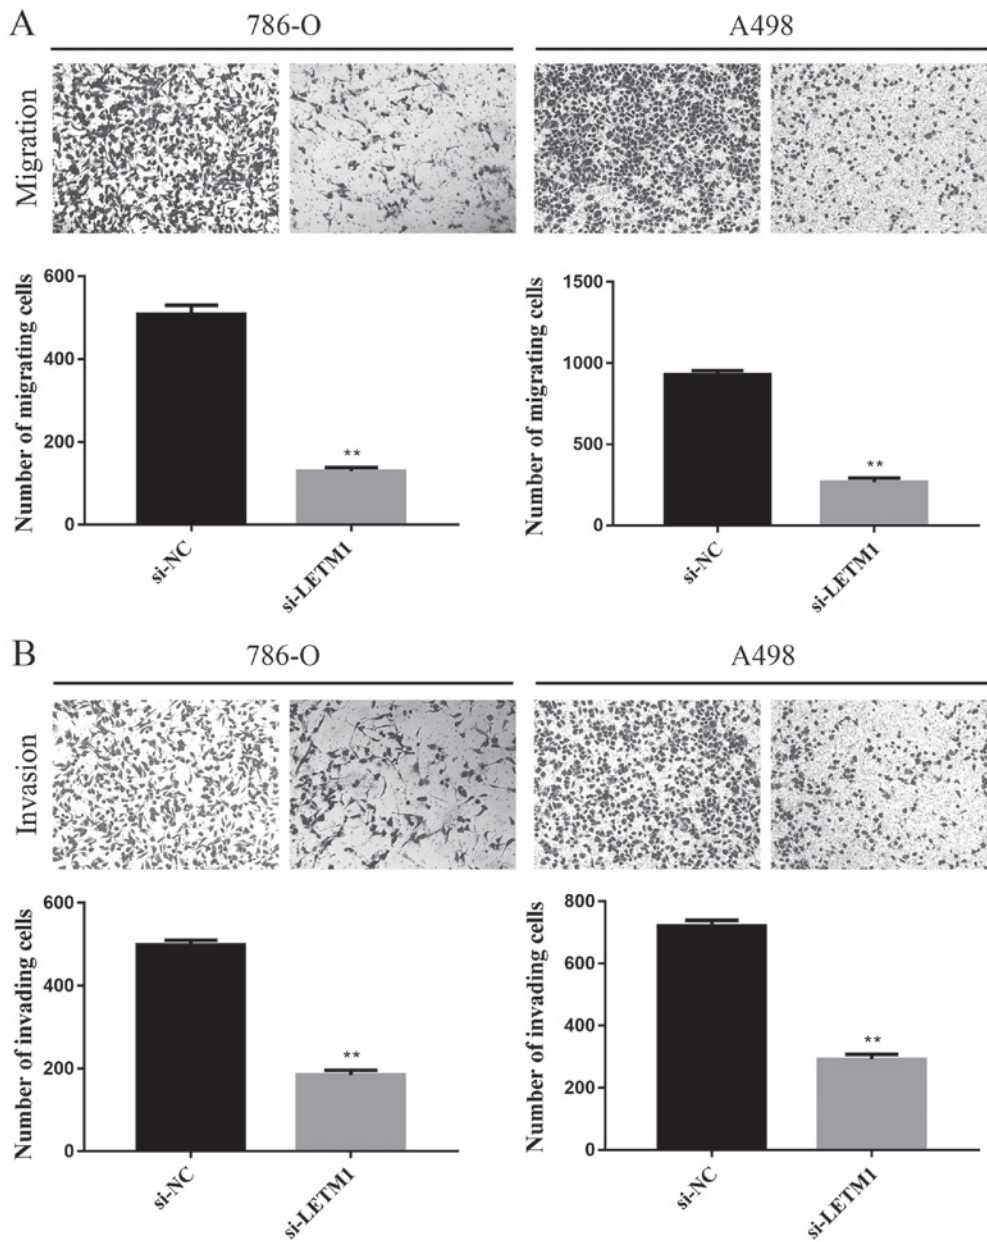 A
786-O
A498
Migration
Number of migrating cells
600
400
200
0
**
si-NC
si-LETM1
Number of migrating cells
1500
1000
500
0
**
si-NC
si-LETM1
B
786-O
A498
Invasion
Number of invading cells
600
400
200
0
**
si-NC
si-LETM1
Number of invading cells
800
600
400
200
0
**
si-NC
si-LETM1